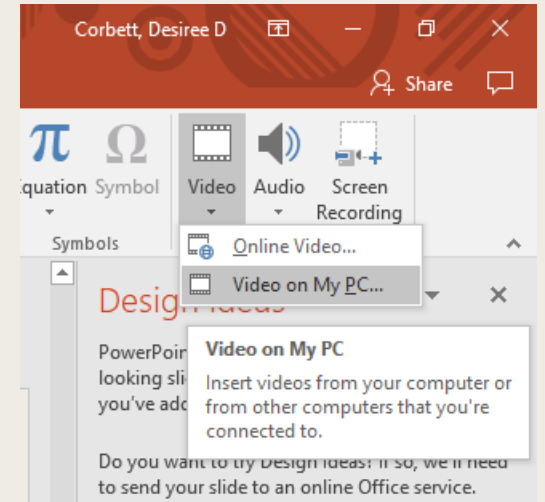 Corbett, Desiree D
Share
π Ω
Equation Symbol Video Audio Screen
Recording
Symbols
Online Video...
Video on My PC...
Design Ideas
Video on My PC
Insert videos from your computer or
from other computers that you're
connected to.
PowerPoin
looking sli
you've add
Do you want to try Design Ideas? If so, we'll need
to send your slide to an online Office service.